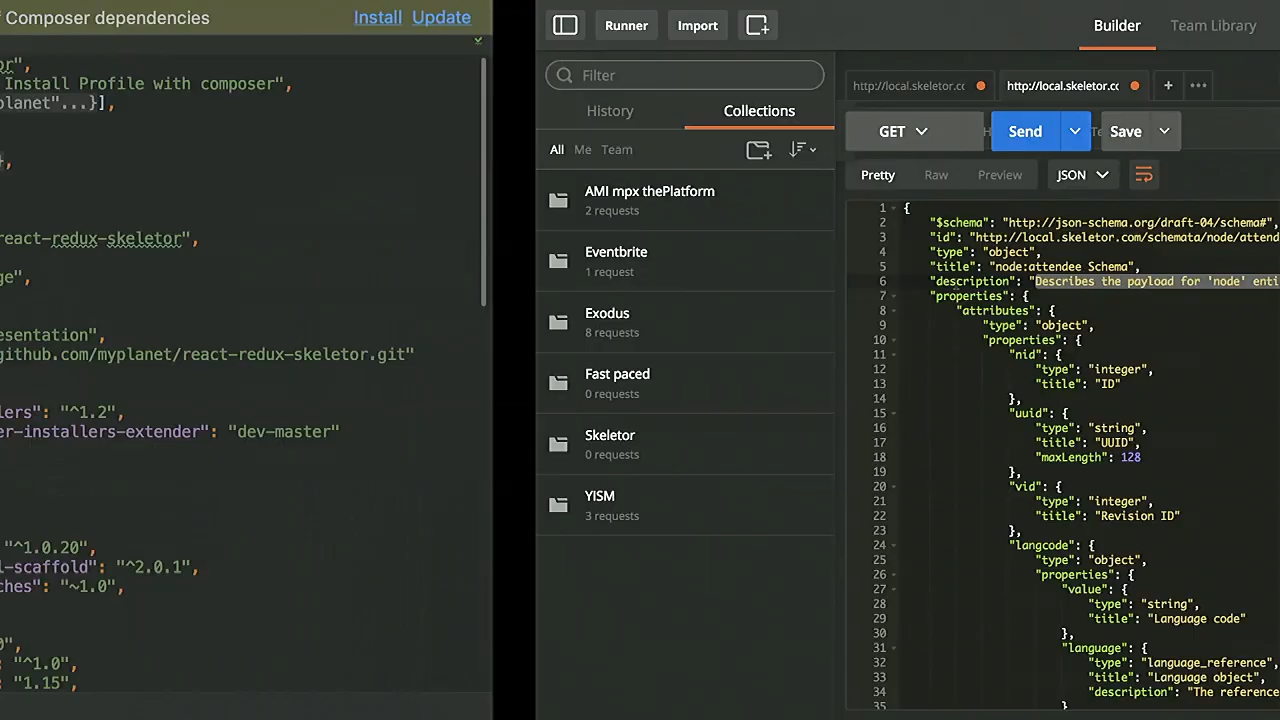 Composer dependencies
Install Update
or",
Install Profile with composer",
planet"...}],
},
react-redux-skeletor",
ge",
esentation",
github.com/myplanet/react-redux-skeletor.git"
lers": "^1.2",
er-installers-extender": "dev-master"
"^1.0.20",
l-scaffold": "^2.0.1",
ches": "~1.0",
0",
: "^1.0",
: "1.15",
Runner
Import
Builder
Team Library
Filter
History
Collections
All Me Team
AMI mpx thePlatform
2 requests
Eventbrite
1 request
Exodus
8 requests
Fast paced
0 requests
Skeletor
0 requests
YISM
3 requests
http://local.skeletor.cc
http://local.skeletor.cc
+ •••
GET
Send
Save
Pretty Raw Preview JSON
1 {
2 "$schema": "http://json-schema.org/draft-04/schema#",
3 "id": "http://local.skeletor.com/schemata/node/attend
4 "type": "object",
5 "title": "node:attendee Schema",
6 "description": "Describes the payload for 'node' enti
7 "properties": {
8 "attributes": {
9 "type": "object",
10 "properties": {
11 "nid": {
12 "type": "integer",
13 "title": "ID"
14 },
15 "uuid": {
16 "type": "string",
17 "title": "UUID",
18 "maxLength": 128
19 },
20 "vid": {
21 "type": "integer",
22 "title": "Revision ID"
23 },
24 "langcode": {
25 "type": "object",
26 "properties": {
27 "value": {
28 "type": "string",
29 "title": "Language code"
30 },
31 "language": {
32 "type": "language_reference",
33 "title": "Language object",
34 "description": "The reference
35 }